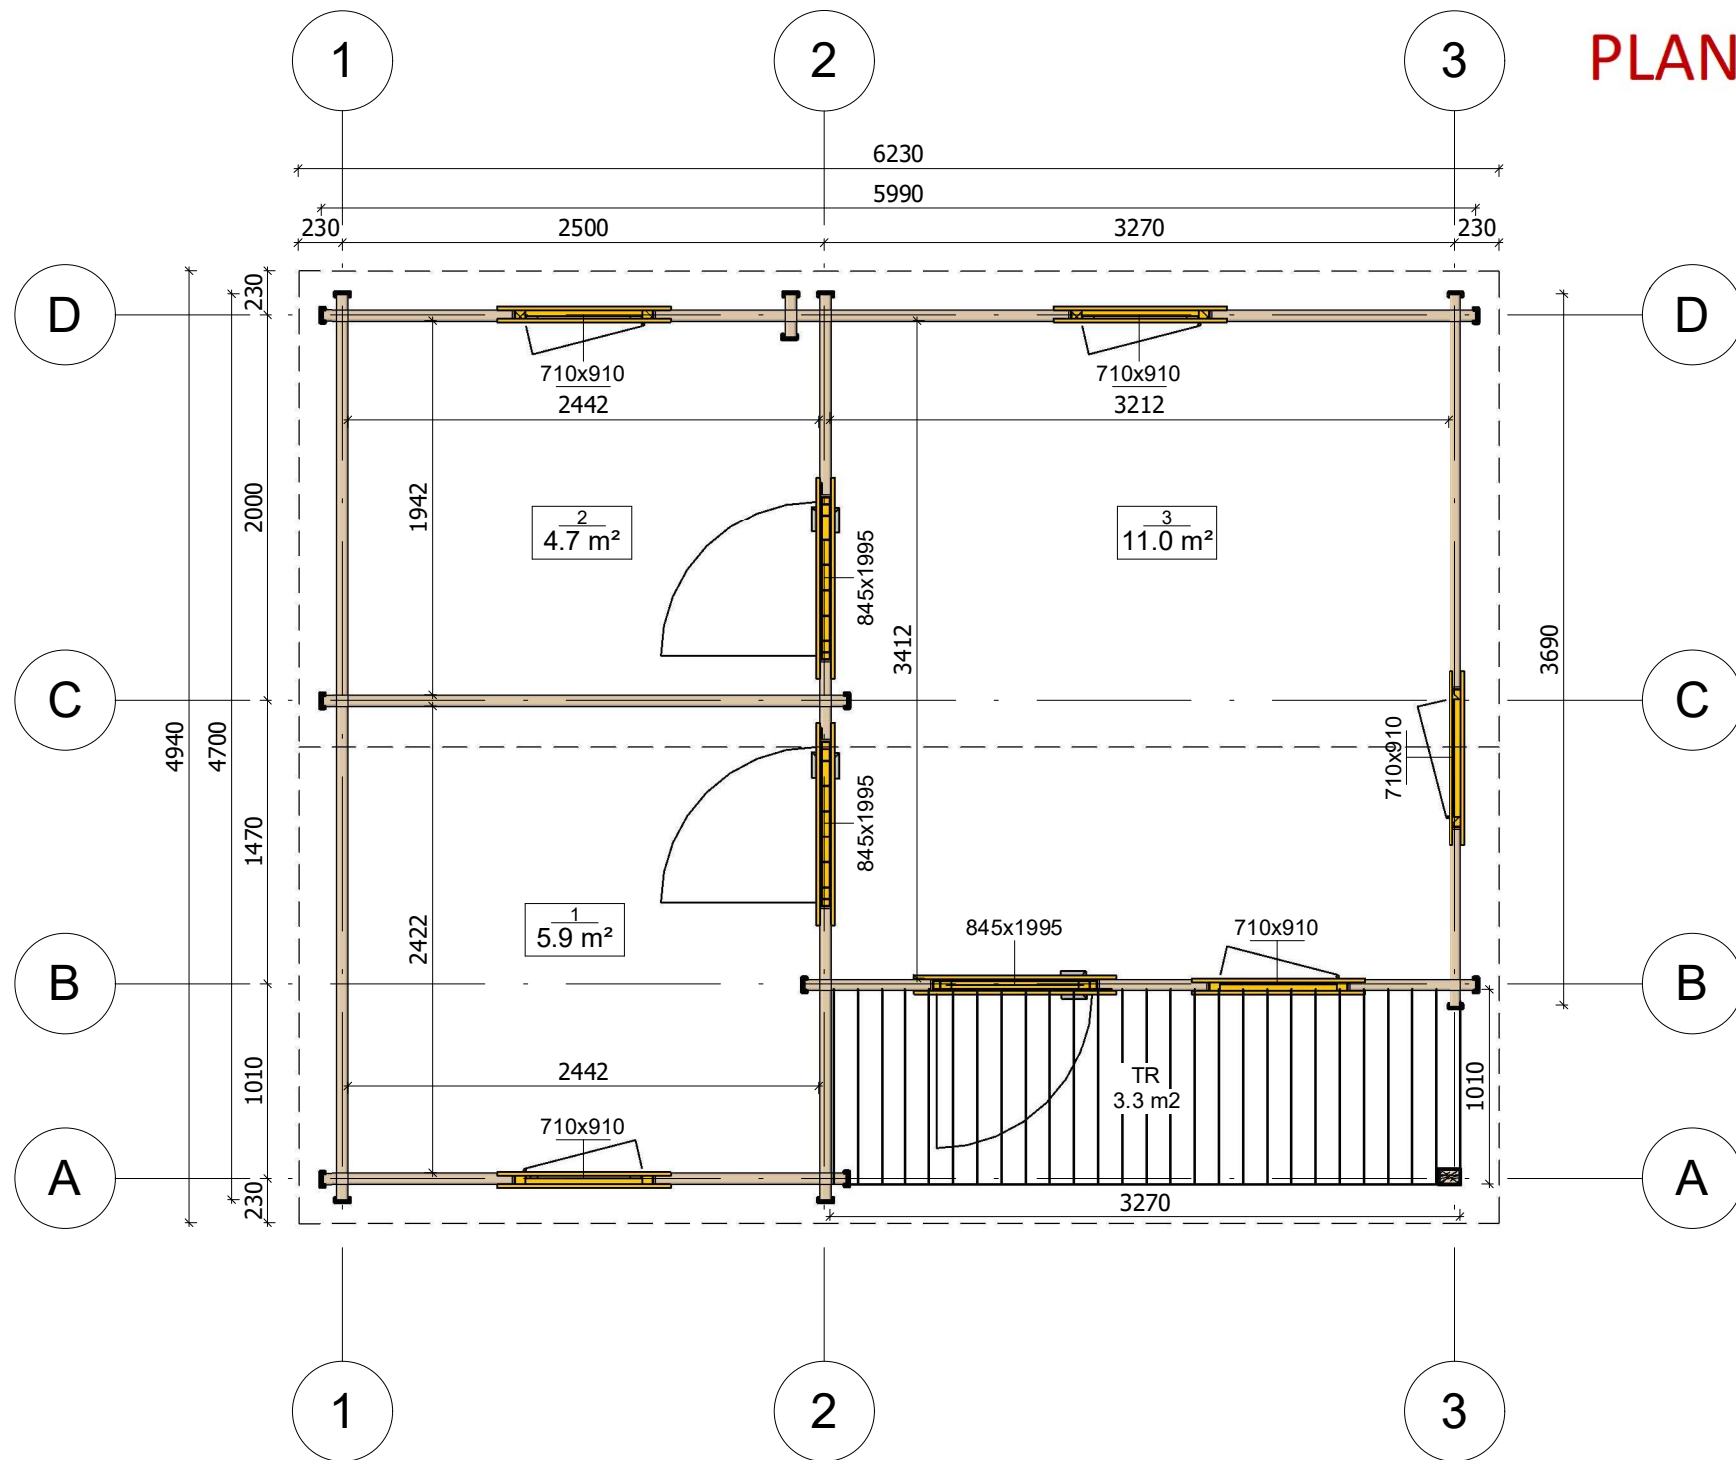 1
2
3
PLAN
6230
5990
230
2500
3270
230
D
D
230
710x910
710x910
2442
3212
2000
1942
2
4.7 m²
3
11.0 m²
845x1995
3412
3690
C
C
4940
4700
710x910
1470
845x1995
2422
1
5.9 m²
845x1995
710x910
B
B
1010
2442
TR
3.3 m2
1010
710x910
A
A
230
3270
1
2
3